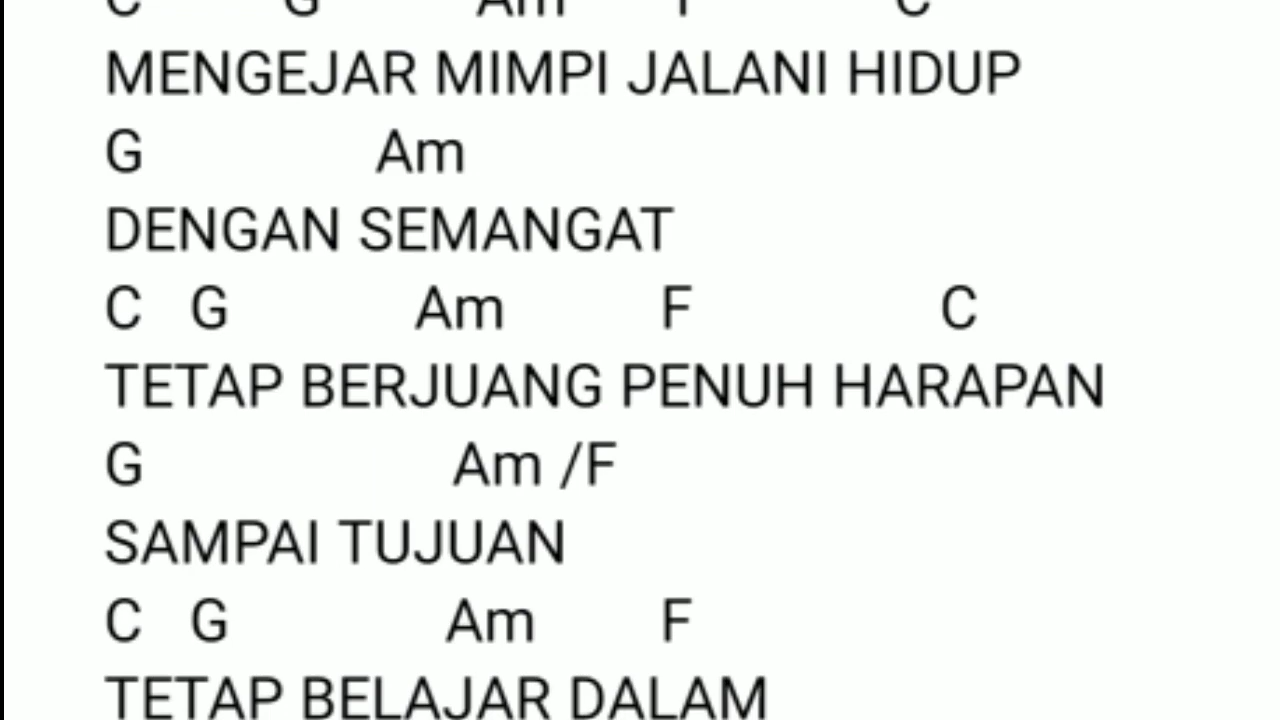 C G Am F C
MENGEJAR MIMPI JALANI HIDUP
G Am
DENGAN SEMANGAT
C G Am F C
TETAP BERJUANG PENUH HARAPAN
G Am /F
SAMPAI TUJUAN
C G Am F
TETAP BELAJAR DALAM